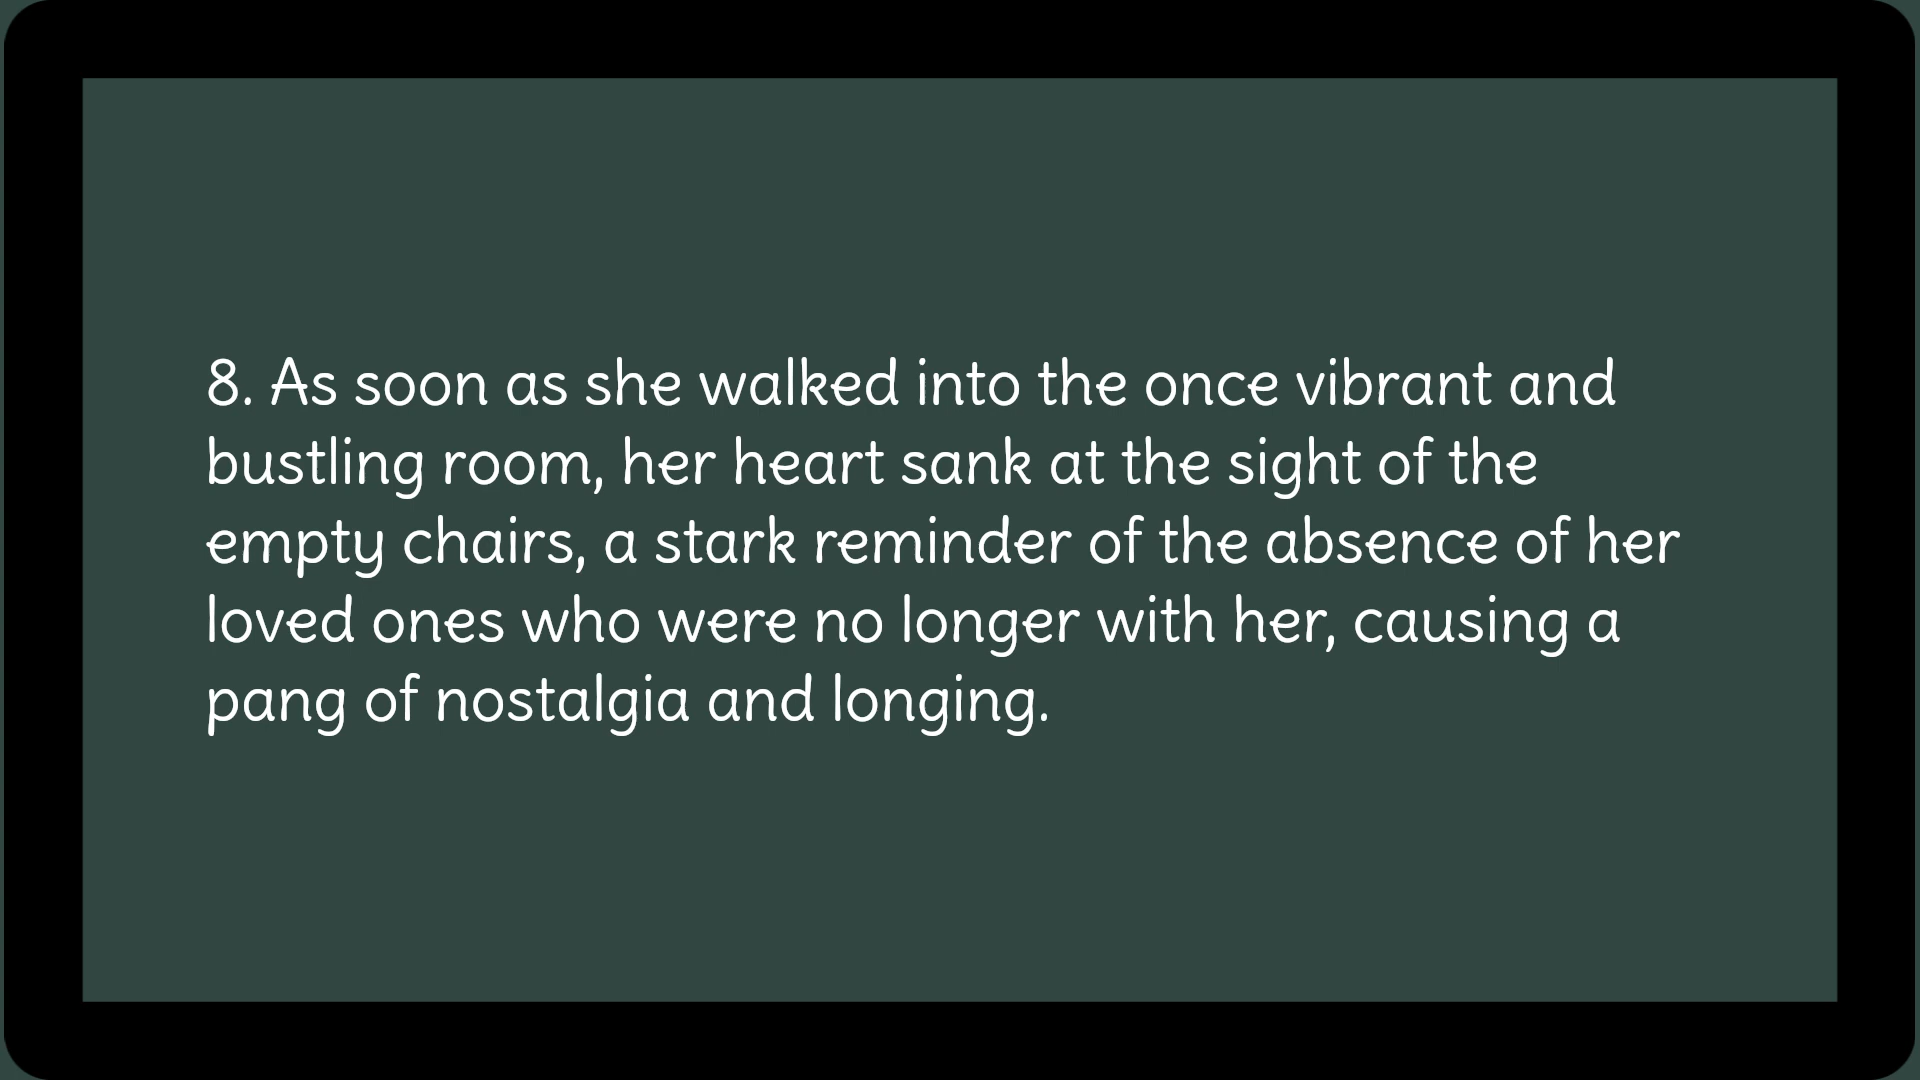 8. As soon as she walked into the once vibrant and
bustling room, her heart sank at the sight of the
empty chairs, a stark reminder of the absence of her
loved ones who were no longer with her, causing a
pang of nostalgia and longing.